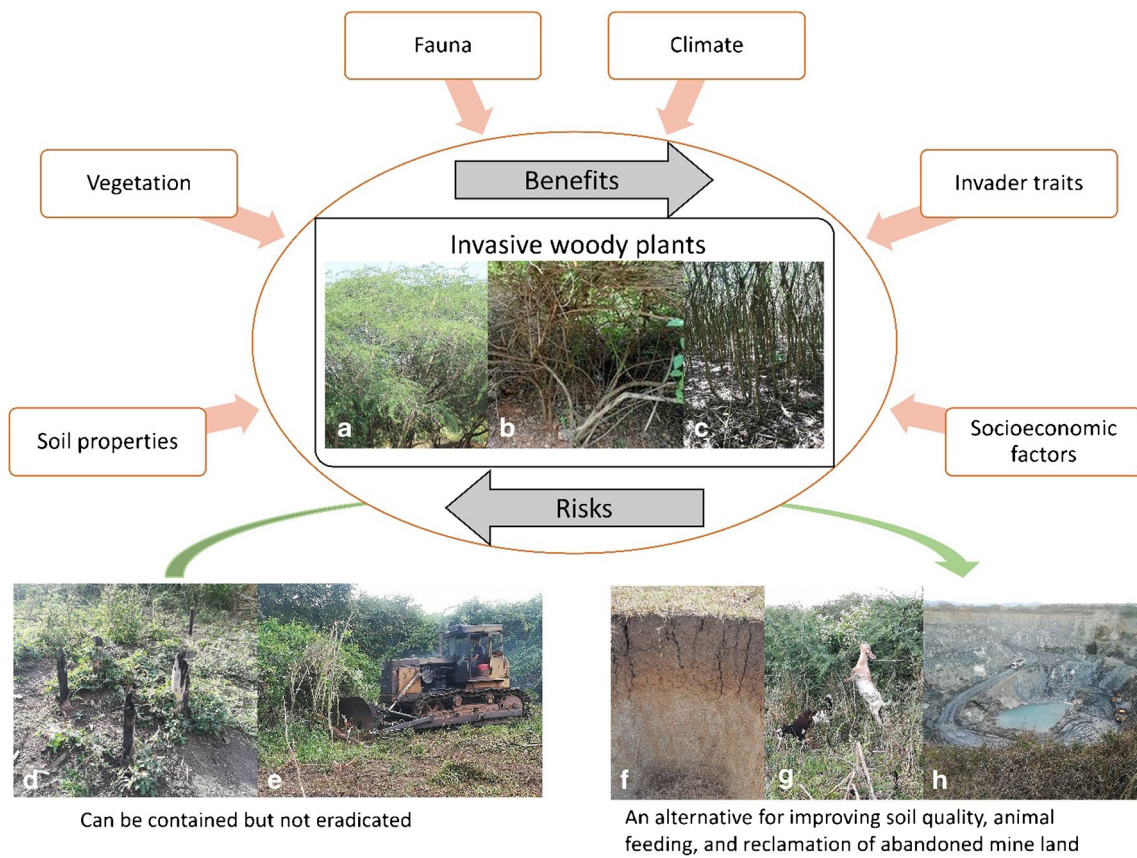 Fauna
Climate
Vegetation
Benefits
Invader traits
Invasive woody plants
a
b
c
Soil properties
Socioeconomic
factors
Risks
d
e
f
g
h
Can be contained but not eradicated
An alternative for improving soil quality, animal
feeding, and reclamation of abandoned mine land